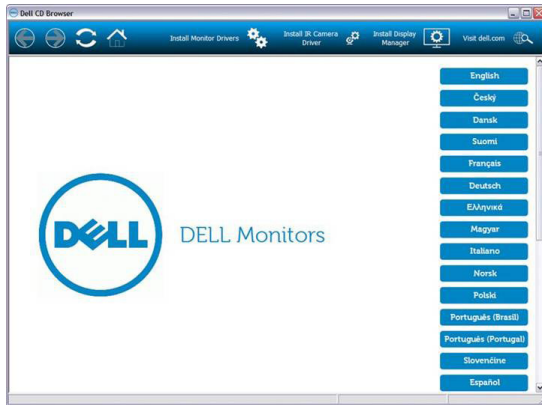 Dell CD Browser
Install Monitor Drivers
Install IR Camera
Driver
Install Display
Manager
Visit dell.com
English
Český
Dansk
Suomi
Français
Deutsch
Ελληνικά
Magyar
Italiano
Norsk
Polski
Português (Brasil)
Português (Portugal)
Slovenčine
Español
DELL
DELL Monitors